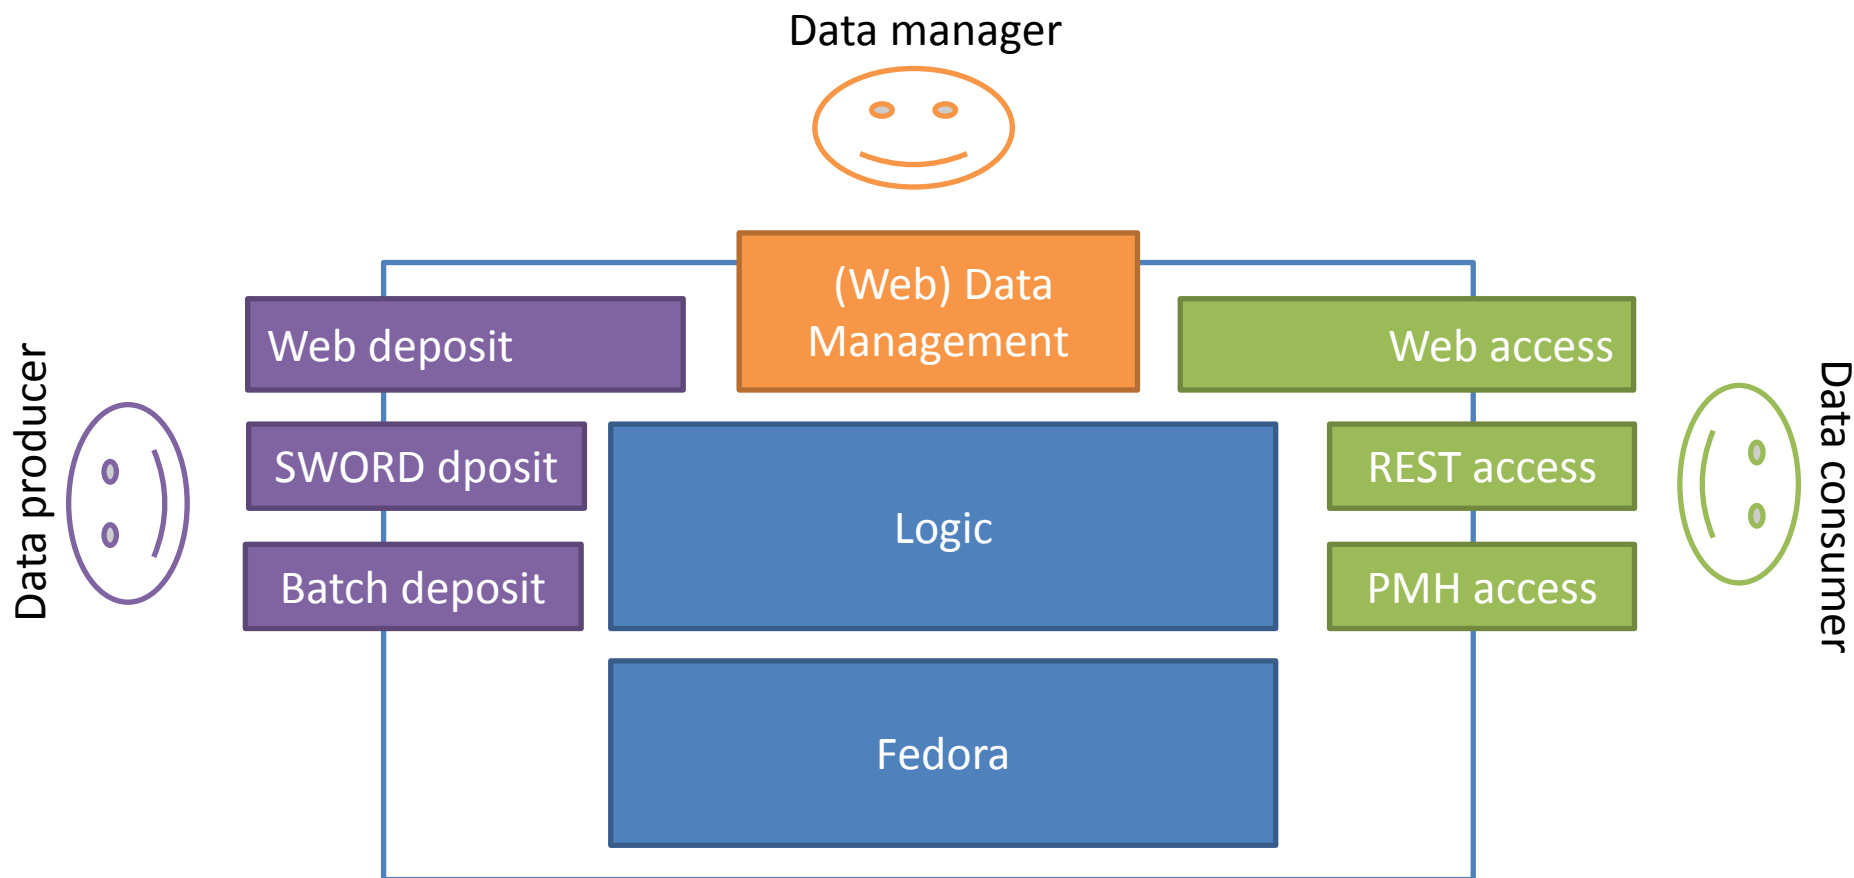 Data manager
(Web) Data
Management
Web deposit
Web access
Data producer
Data consumer
SWORD dposit
REST access
Logic
Batch deposit
PMH access
Fedora